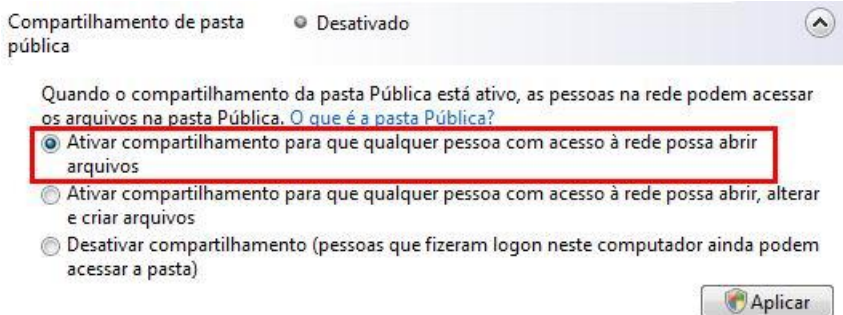 Compartilhamento de pasta
pública
Desativado
Quando o compartilhamento da pasta Pública está ativo, as pessoas na rede podem acessar
os arquivos na pasta Pública. O que é a pasta Pública?
Ativar compartilhamento para que qualquer pessoa com acesso à rede possa abrir
arquivos
Ativar compartilhamento para que qualquer pessoa com acesso à rede possa abrir, alterar
e criar arquivos
Desativar compartilhamento (pessoas que fizeram logon neste computador ainda podem
acessar a pasta)
Aplicar